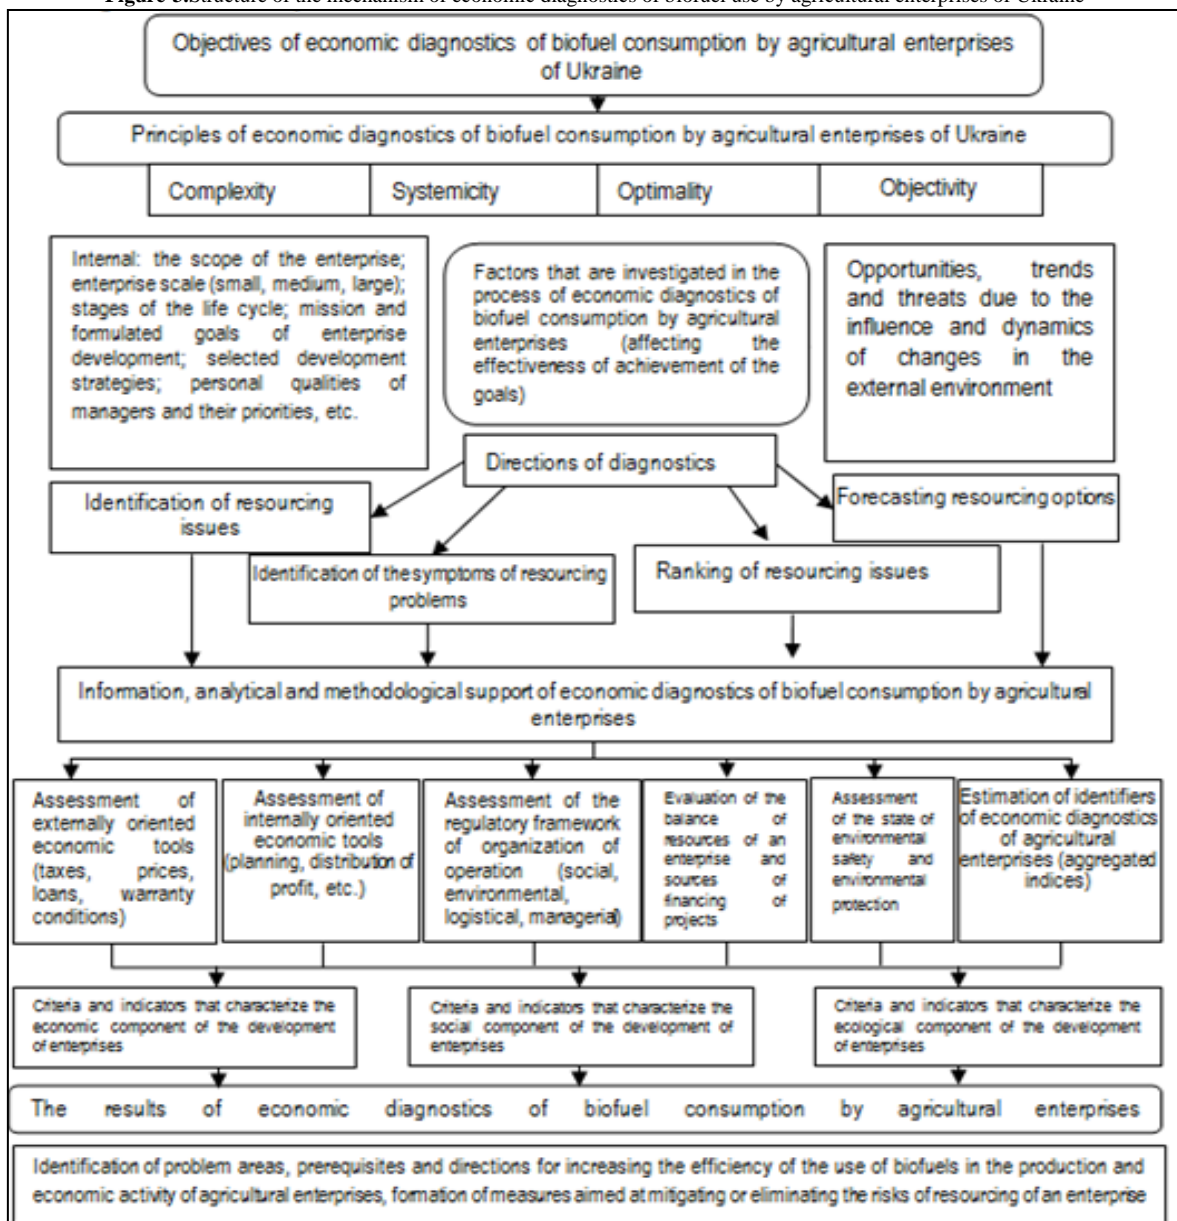 Figure 3.Structure of the mechanism of economic diagnostics of biofuel use by agricultural enterprises of Ukraine
Objectives of economic diagnostics of biofuel consumption by agricultural enterprises
of Ukraine
Principles of economic diagnostics of biofuel consumption by agricultural enterprises of Ukraine
Complexity
Systemicity
Optimality
Objectivity
Internal: the scope of the enterprise;
enterprise scale (small, medium, large);
stages of the life cycle; mission and
formulated goals of enterprise
development; selected development
strategies; personal qualities of
managers and their priorities, etc.
Factors that are investigated in the
process of economic diagnostics of
biofuel consumption by agricultural
enterprises (affecting the
effectiveness of achievement of the
goals)
Opportunities, trends
and threats due to the
influence and dynamics
of changes in the
external environment
Directions of diagnostics
Identification of resourcing
issues
Forecasting resourcing options
Identification of the symptoms of resourcing
problems
Ranking of resourcing issues
Information, analytical and methodological support of economic diagnostics of biofuel consumption by agricultural
enterprises
Assessment of
externally oriented
economic tools
(taxes, prices,
loans, warranty
conditions)
Assessment of
internally oriented
economic tools
(planning, distribution of
profit, etc.)
Assessment of the
regulatory framework
of organization of
operation (social,
environmental,
logistical, managerial)
Evaluation of the
balance of
resources of an
enterprise and
sources of
financing of
projects
Assessment
of the state of
environmental
safety and
environmental
protection
Estimation of identifiers
of economic diagnostics
of agricultural
enterprises (aggregated
indices)
Criteria and indicators that characterize the
economic component of the development
of enterprises
Criteria and indicators that characterize the
social component of the development of
enterprises
Criteria and indicators that characterize the
ecological component of the development
of enterprises
The results of economic diagnostics of biofuel consumption by agricultural enterprises
Identification of problem areas, prerequisites and directions for increasing the efficiency of the use of biofuels in the production and
economic activity of agricultural enterprises, formation of measures aimed at mitigating or eliminating the risks of resourcing of an enterprise